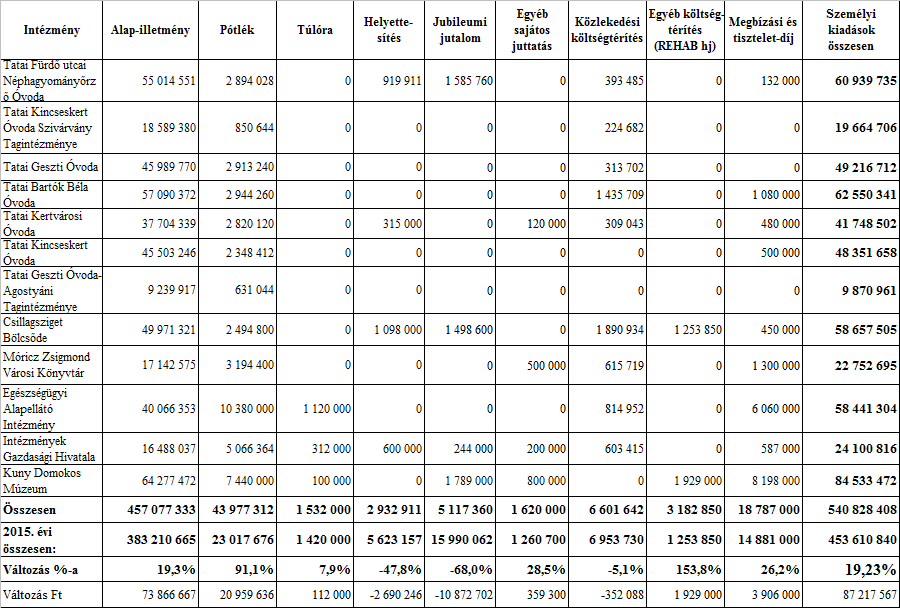 Intézmény Alap-illetmény Pótlék Túlóra Helyette-sítés Jubileumi jutalom Egyéb sajátos juttatás Közlekedési költségtérítés Egyéb költség-térítés (REHAB hj) Megbízási és tisztelet-díj Személyi kiadások összesen
Tatai Fürdő utcai Néphagyományőrző Óvoda 55 014 551 2 894 028 0 919 911 1 585 760 0 393 485 0 132 000 60 939 735
Tatai Kincseskert Óvoda Szivárvány Tagintézménye 18 589 380 850 644 0 0 0 0 224 682 0 0 19 664 706
Tatai Geszti Óvoda 45 989 770 2 913 240 0 0 0 0 313 702 0 0 49 216 712
Tatai Bartók Béla Óvoda 57 090 372 2 944 260 0 0 0 0 1 435 709 0 1 080 000 62 550 341
Tatai Kertvárosi Óvoda 37 704 339 2 820 120 0 315 000 0 120 000 309 043 0 480 000 41 748 502
Tatai Kincseskert Óvoda 45 503 246 2 348 412 0 0 0 0 0 0 500 000 48 351 658
Tatai Geszti Óvoda-Agostyáni Tagintézménye 9 239 917 631 044 0 0 0 0 0 0 0 9 870 961
Csillagsziget Bölcsőde 49 971 321 2 494 800 0 1 098 000 1 498 600 0 1 890 934 1 253 850 450 000 58 657 505
Móricz Zsigmond Városi Könyvtár 17 142 575 3 194 400 0 0 0 500 000 615 719 0 1 300 000 22 752 695
Egészségügyi Alapellátó Intézmény 40 066 353 10 380 000 1 120 000 0 0 0 814 952 0 6 060 000 58 441 304
Intézmények Gazdasági Hivatala 16 488 037 5 066 364 312 000 600 000 244 000 200 000 603 415 0 587 000 24 100 816
Kuny Domokos Múzeum 64 277 472 7 440 000 100 000 0 1 789 000 800 000 0 1 929 000 8 198 000 84 533 472
Összesen 457 077 333 43 977 312 1 532 000 2 932 911 5 117 360 1 620 000 6 601 642 3 182 850 18 787 000 540 828 408
2015. évi összesen: 383 210 665 23 017 676 1 420 000 5 623 157 15 990 062 1 260 700 6 953 730 1 253 850 14 881 000 453 610 840
Változás %-a 19,3% 91,1% 7,9% -47,8% -68,0% 28,5% -5,1% 153,8% 26,2% 19,23%
Változás Ft 73 866 667 20 959 636 112 000 -2 690 246 -10 872 702 359 300 -352 088 1 929 000 3 906 000 87 217 567